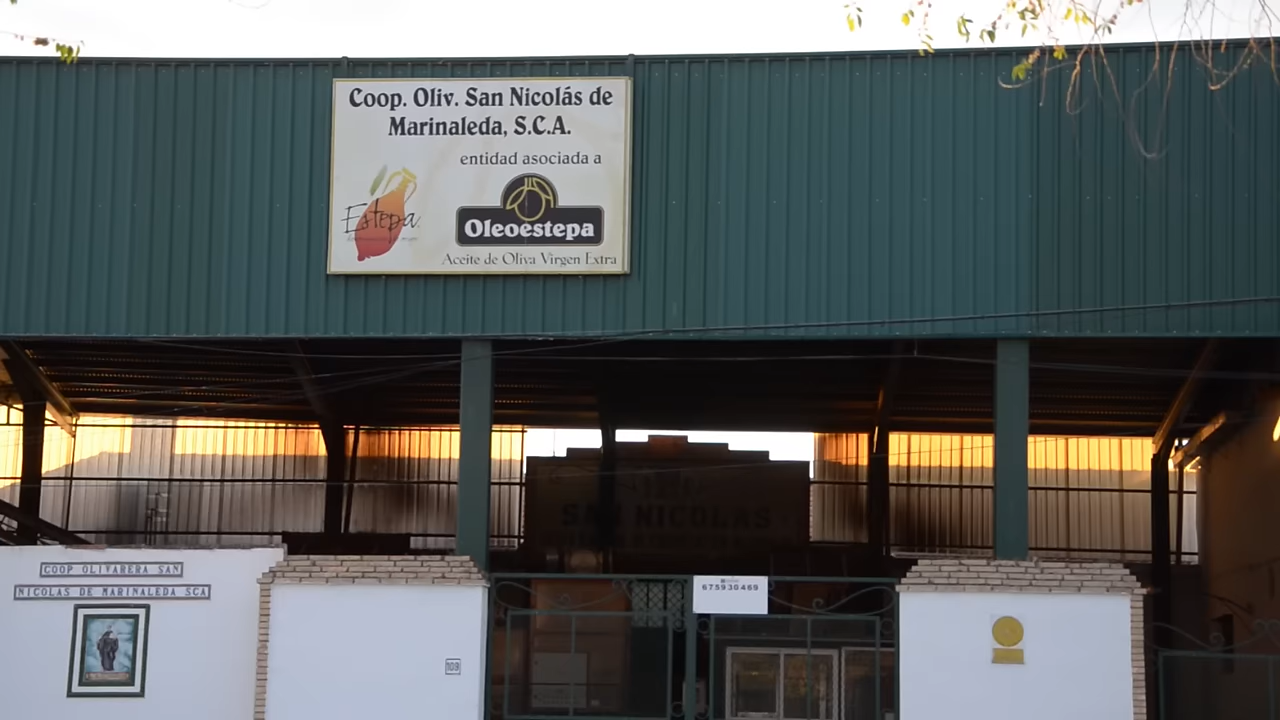 Coop. Oliv. San Nicolás de
Marinaleda, S.C.A.
entidad asociada a
Estepa
Oleoestepa
Aceite de Oliva Virgen Extra
SAN NICOLAS
COOP OLIVARERA SAN
NICOLAS DE MARINALEDA SCA
675930469
108